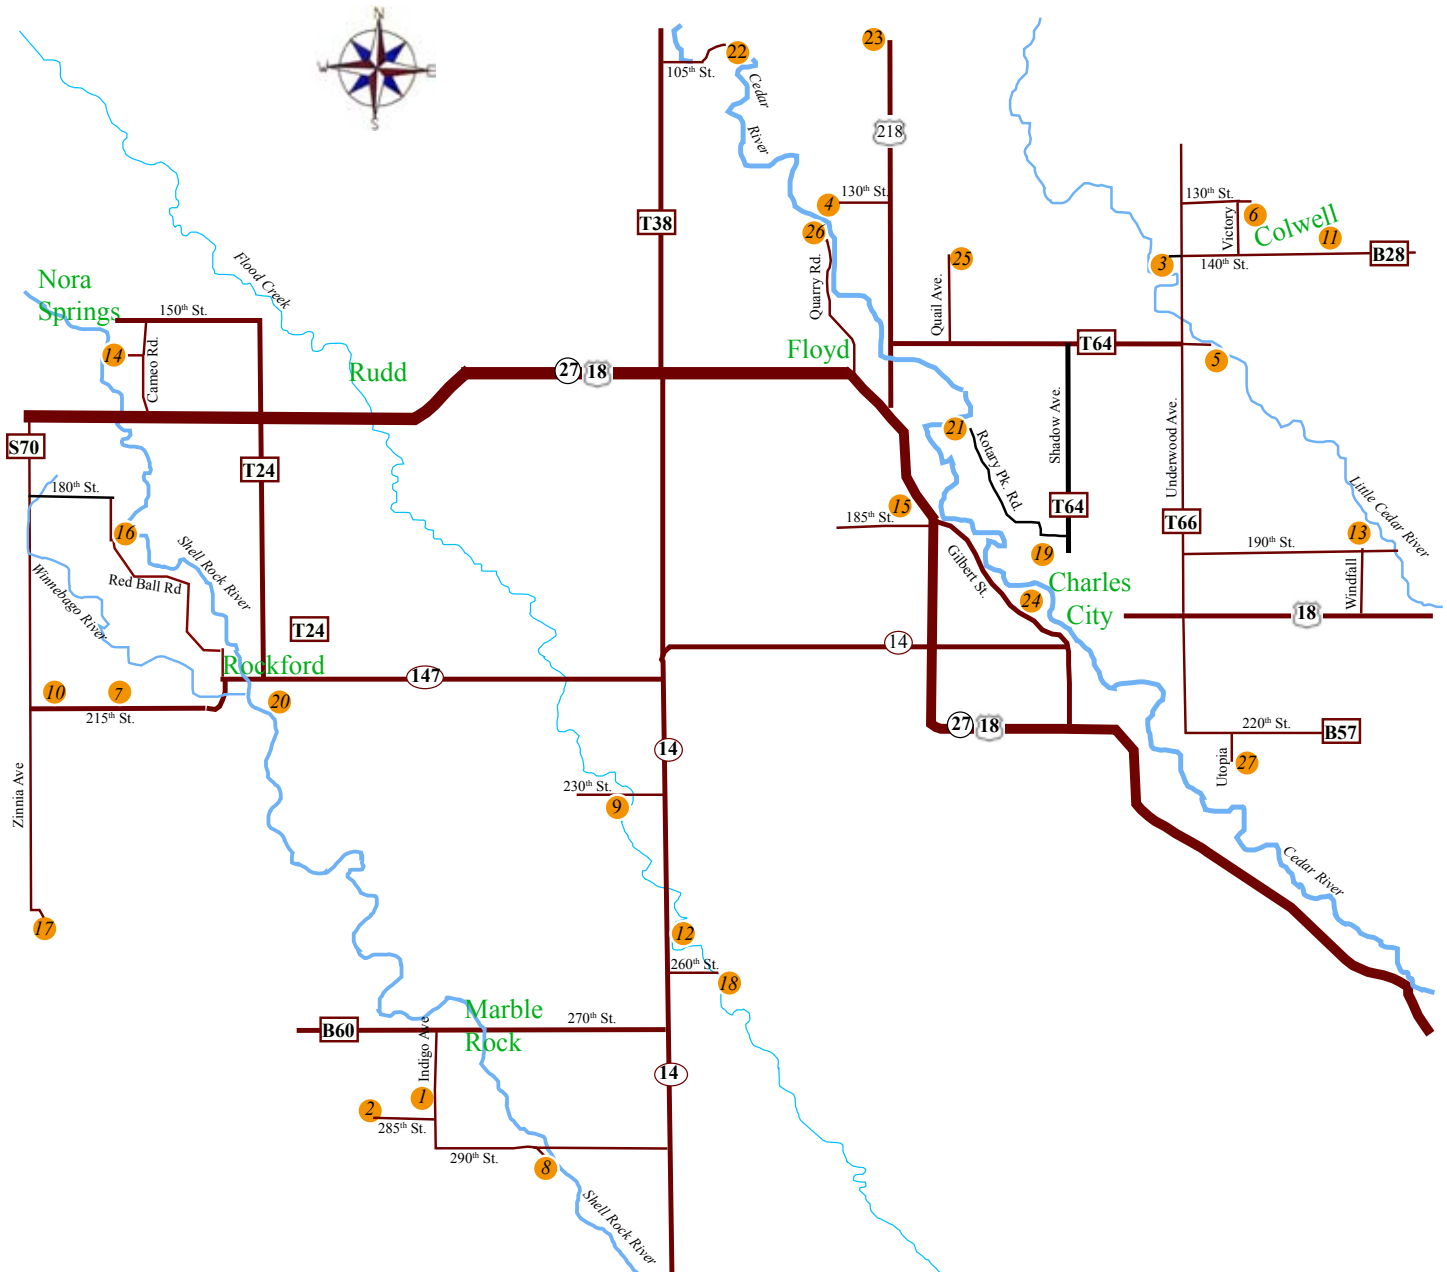 N
W
E
S
22
105th St.
Cedar
River
23
218
T38
130th St.
4
26
Quarry Rd.
25
Quail Ave.
130th St.
6
Victory
Colwell
11
3
140th St.
B28
Flood Creek
Nora
Springs
150th St.
14
Cameo Rd.
Rudd
27
18
Floyd
T64
5
Shadow Ave.
Underwood Ave.
S70
T24
21
Rotary Pk. Rd.
180th St.
16
Shell Rock River
15
185th St.
T64
T66
Little Cedar River
13
190th St.
Winnebago River
Red Ball Rd
19
Gilbert St.
Charles
City
24
Windfall
18
T24
14
Rockford
147
10
7
215th St.
20
27
18
14
220th St.
B57
Utopia
27
Zinnia Ave
230th St.
9
Cedar River
17
12
260th St.
18
Marble
Rock
270th St.
B60
Indigo Ave
14
1
2
285th St.
290th St.
8
Shell Rock River